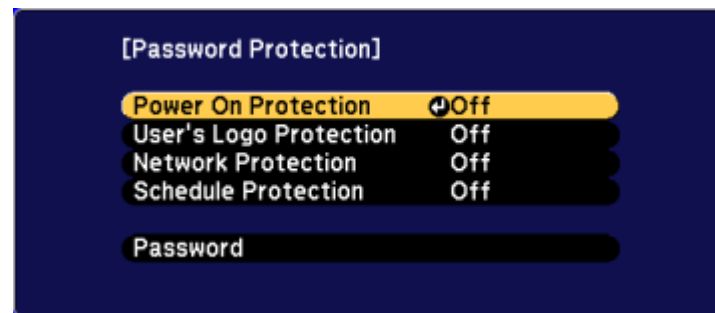 [Password Protection]
Power On Protection Off
User's Logo Protection Off
Network Protection Off
Schedule Protection Off
Password